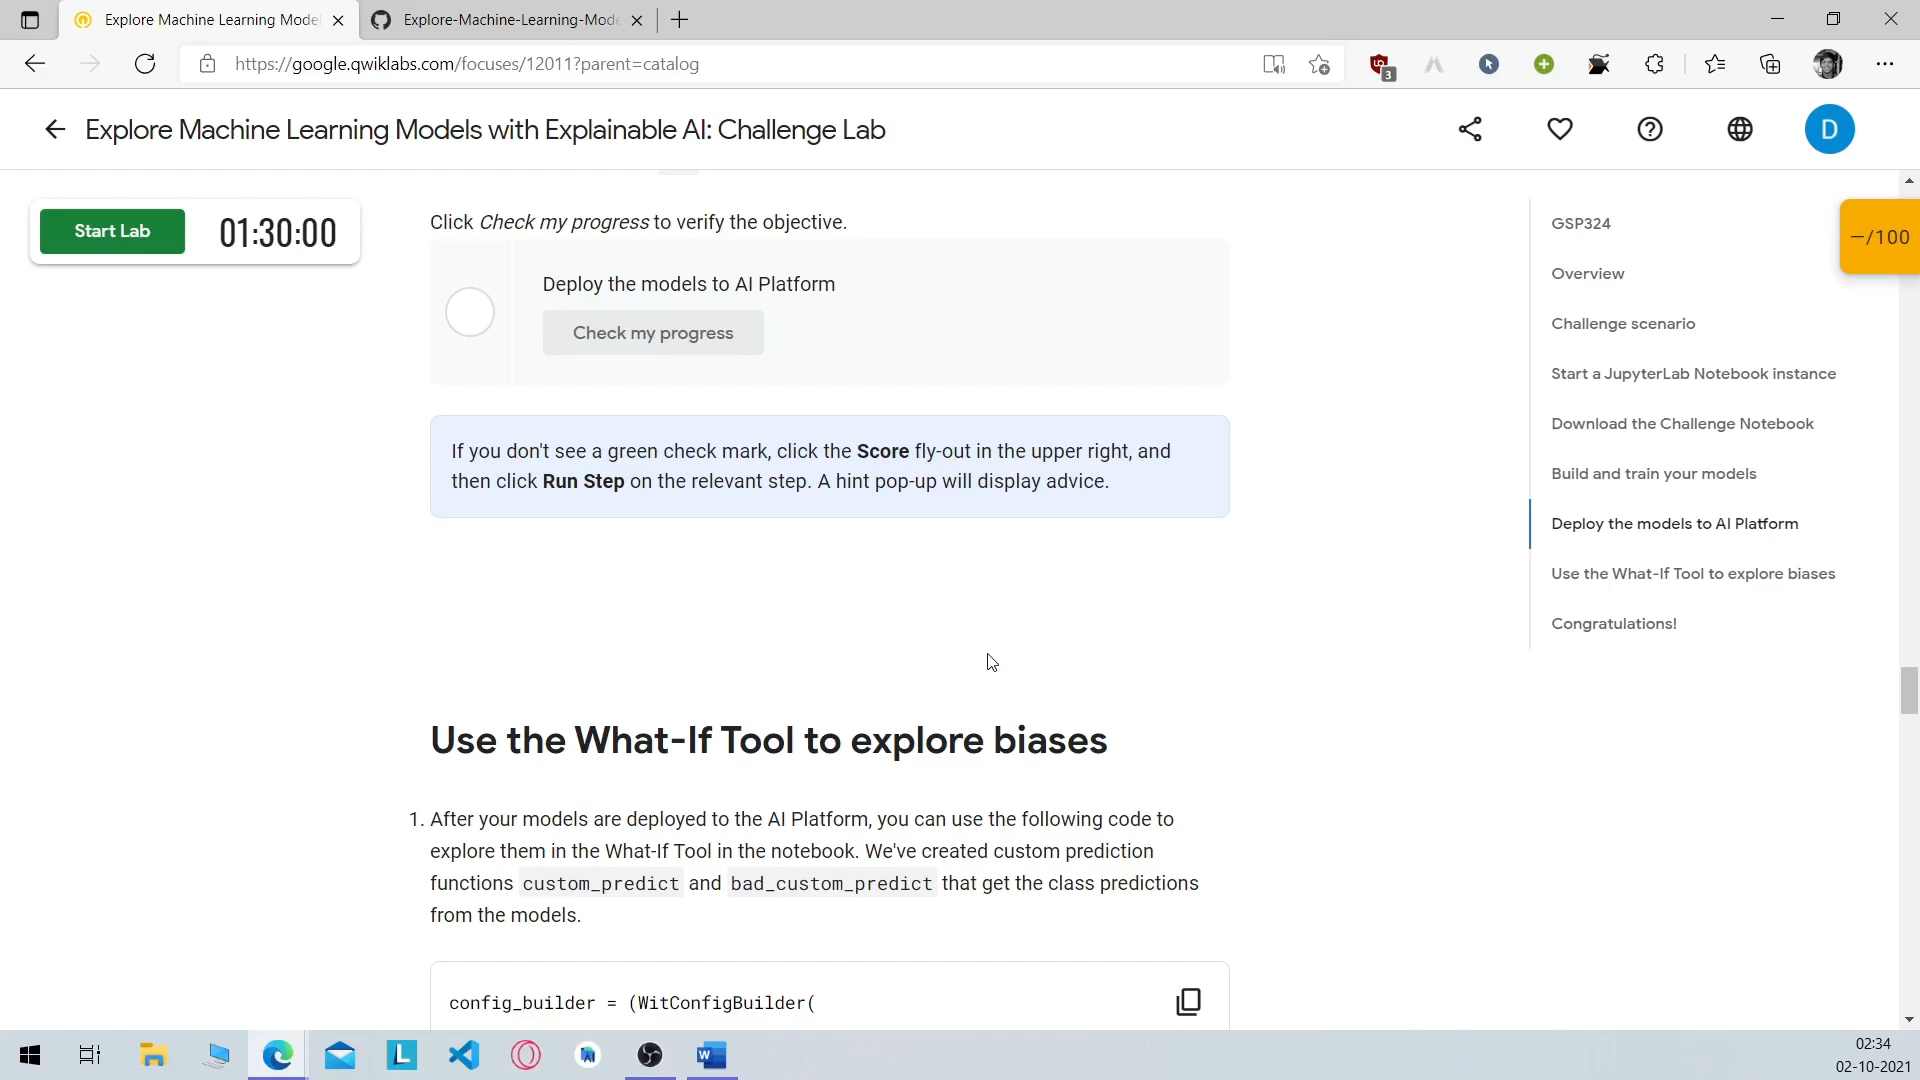 Explore Machine Learning Model
Explore-Machine-Learning-Mode
https://google.qwiklabs.com/focuses/12011?parent=catalog
3
Explore Machine Learning Models with Explainable AI: Challenge Lab
D
Start Lab
01:30:00
Click Check my progress to verify the objective.
Deploy the models to AI Platform
Check my progress
If you don't see a green check mark, click the Score fly-out in the upper right, and
then click Run Step on the relevant step. A hint pop-up will display advice.
Use the What-If Tool to explore biases
1. After your models are deployed to the AI Platform, you can use the following code to
explore them in the What-If Tool in the notebook. We've created custom prediction
functions custom_predict and bad_custom_predict that get the class predictions
from the models.
config_builder = (WitConfigBuilder(
GSP324
Overview
Challenge scenario
Start a JupyterLab Notebook instance
Download the Challenge Notebook
Build and train your models
Deploy the models to AI Platform
Use the What-If Tool to explore biases
Congratulations!
–/100
L
W
02:34
02-10-2021